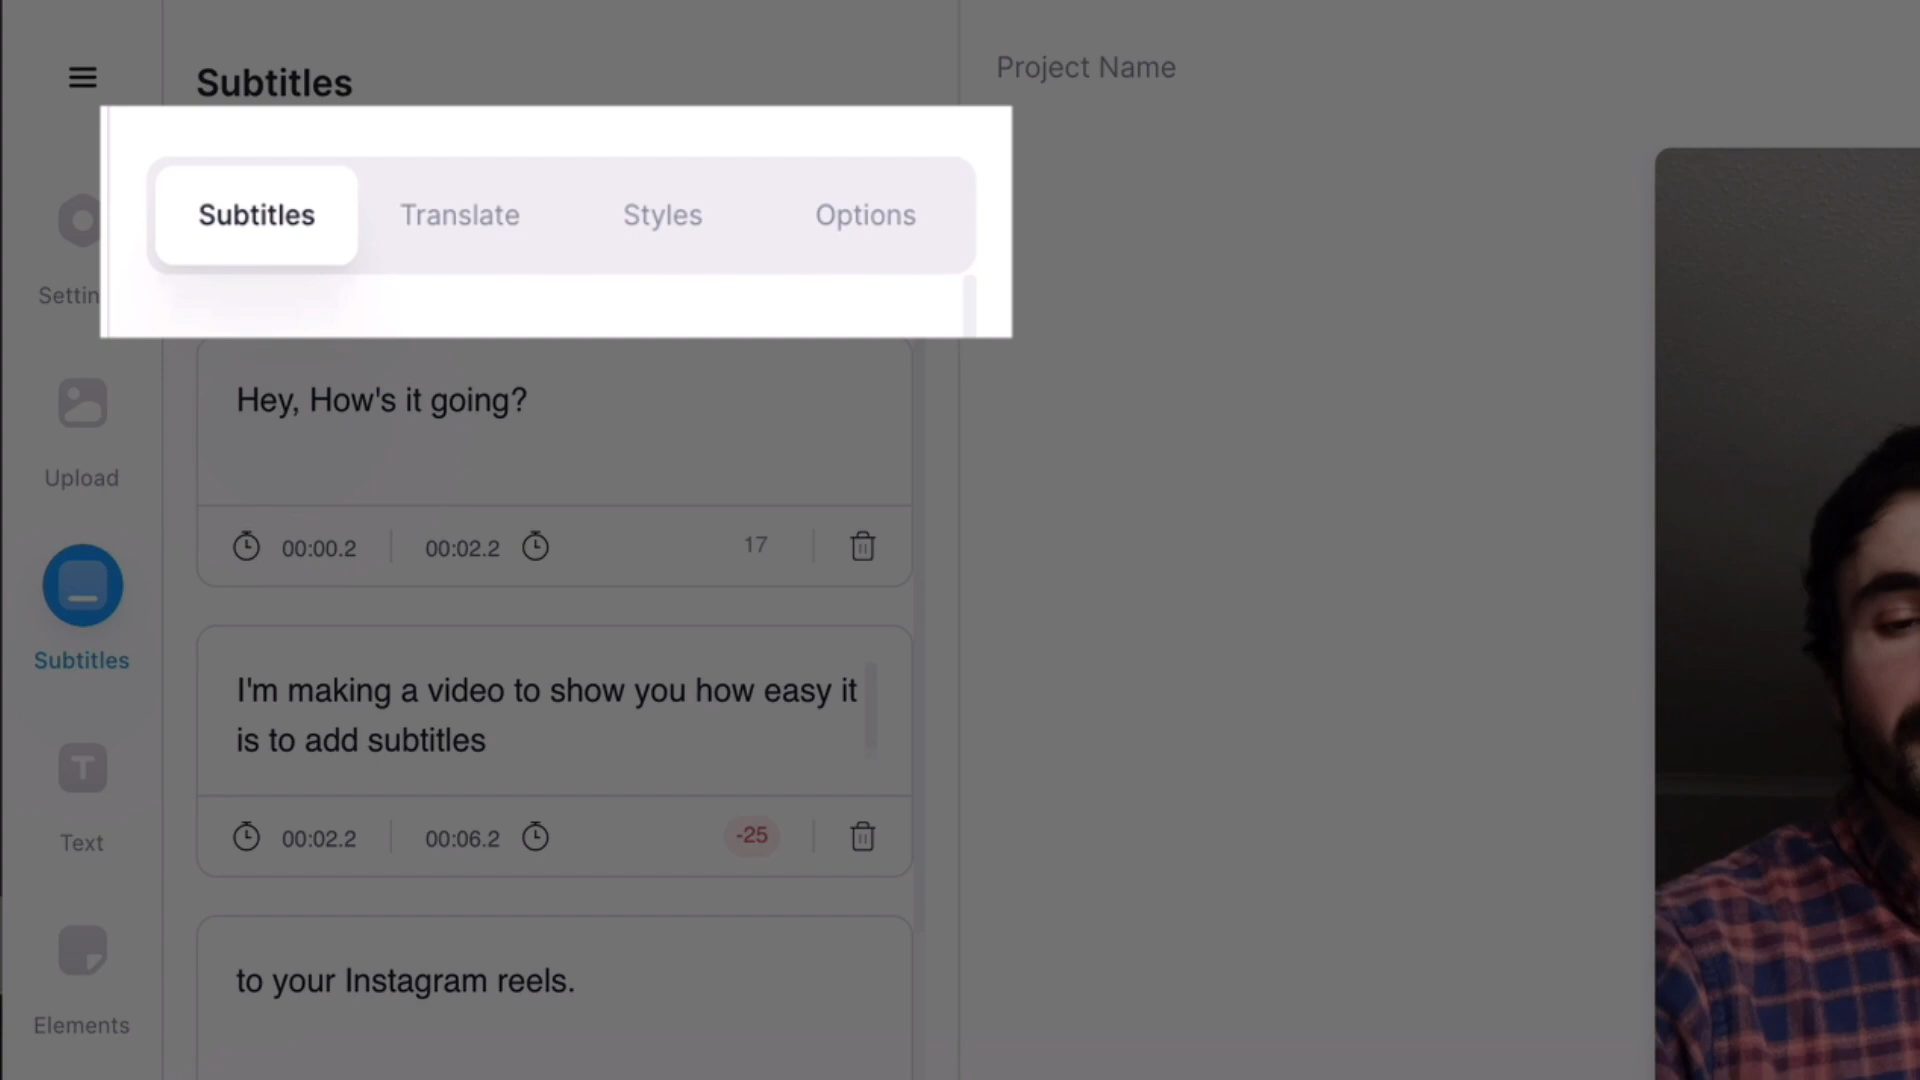 Subtitles
Project Name
Subtitles
Translate
Styles
Options
Settin
Upload
Subtitles
Text
Elements
Hey, How's it going?
00:00.2
00:02.2
17
I'm making a video to show you how easy it
is to add subtitles
00:02.2
00:06.2
-25
to your Instagram reels.